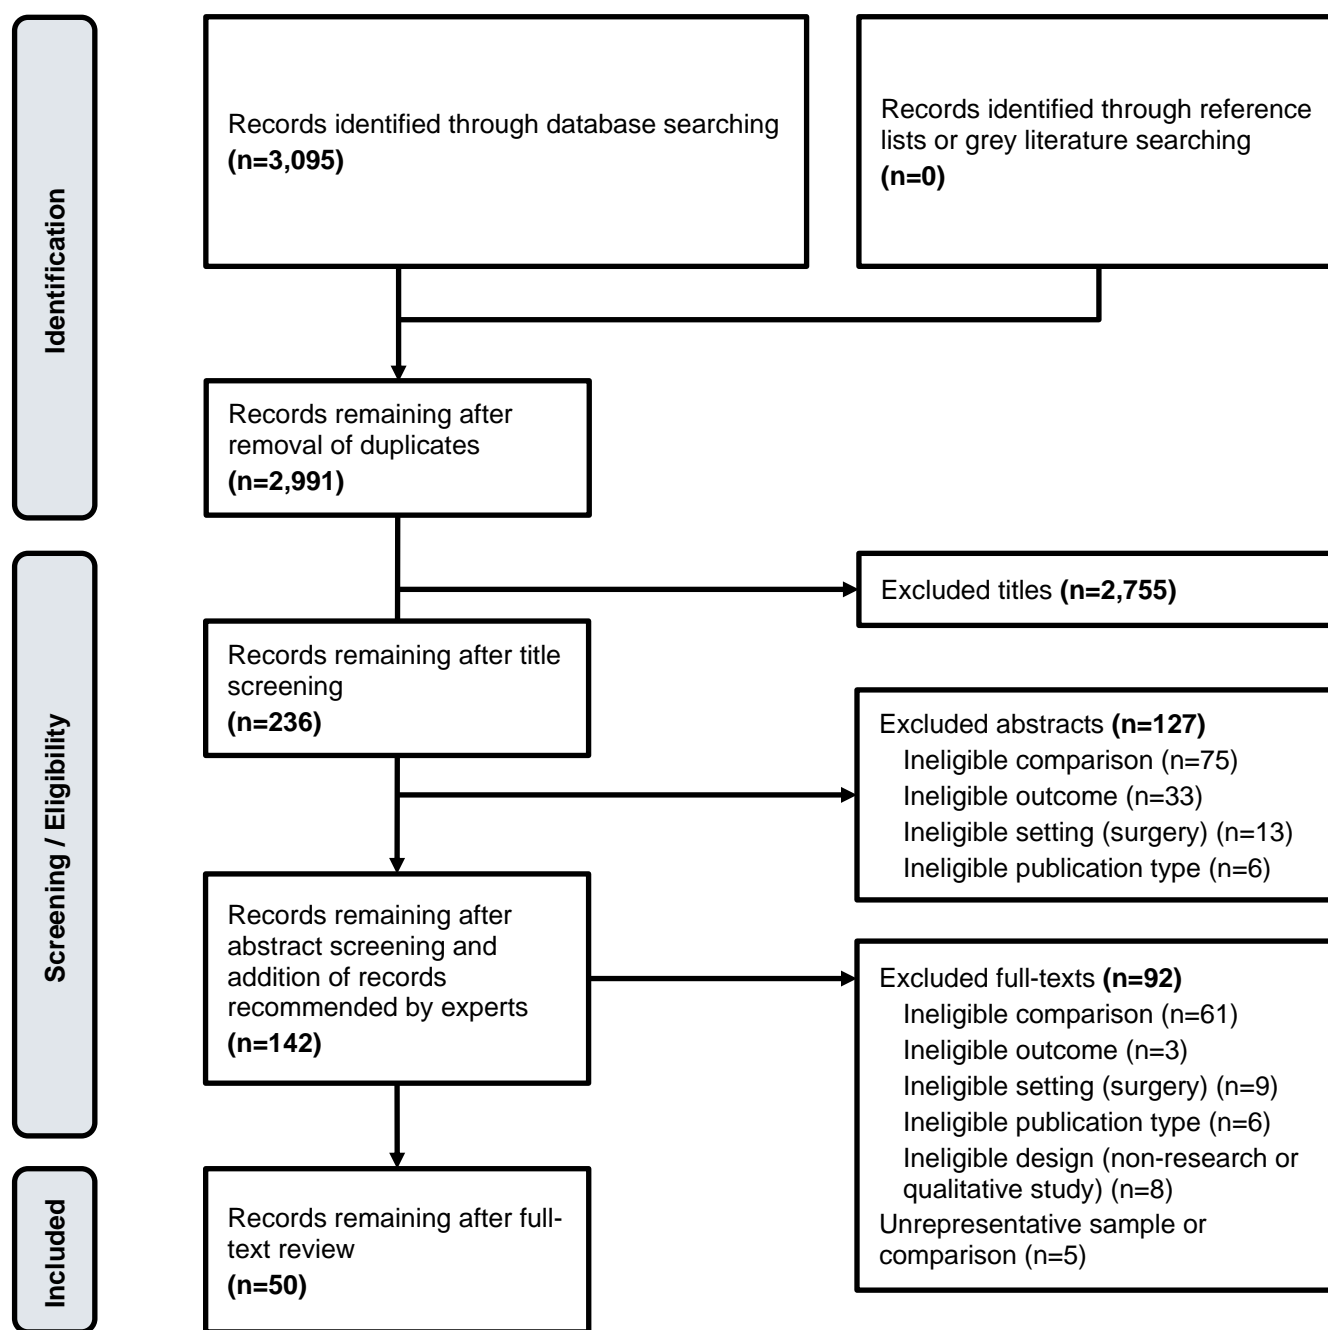 Identification
Records identified through database searching
(n=3,095)
Records identified through reference
lists or grey literature searching
(n=0)
Records remaining after
removal of duplicates
(n=2,991)
Screening / Eligibility
Excluded titles (n=2,755)
Records remaining after title
screening
(n=236)
Excluded abstracts (n=127)
Ineligible comparison (n=75)
Ineligible outcome (n=33)
Ineligible setting (surgery) (n=13)
Ineligible publication type (n=6)
Records remaining after
abstract screening and
addition of records
recommended by experts
(n=142)
Excluded full-texts (n=92)
Ineligible comparison (n=61)
Ineligible outcome (n=3)
Ineligible setting (surgery) (n=9)
Ineligible publication type (n=6)
Ineligible design (non-research or
qualitative study) (n=8)
Unrepresentative sample or
comparison (n=5)
Included
Records remaining after full-
text review
(n=50)